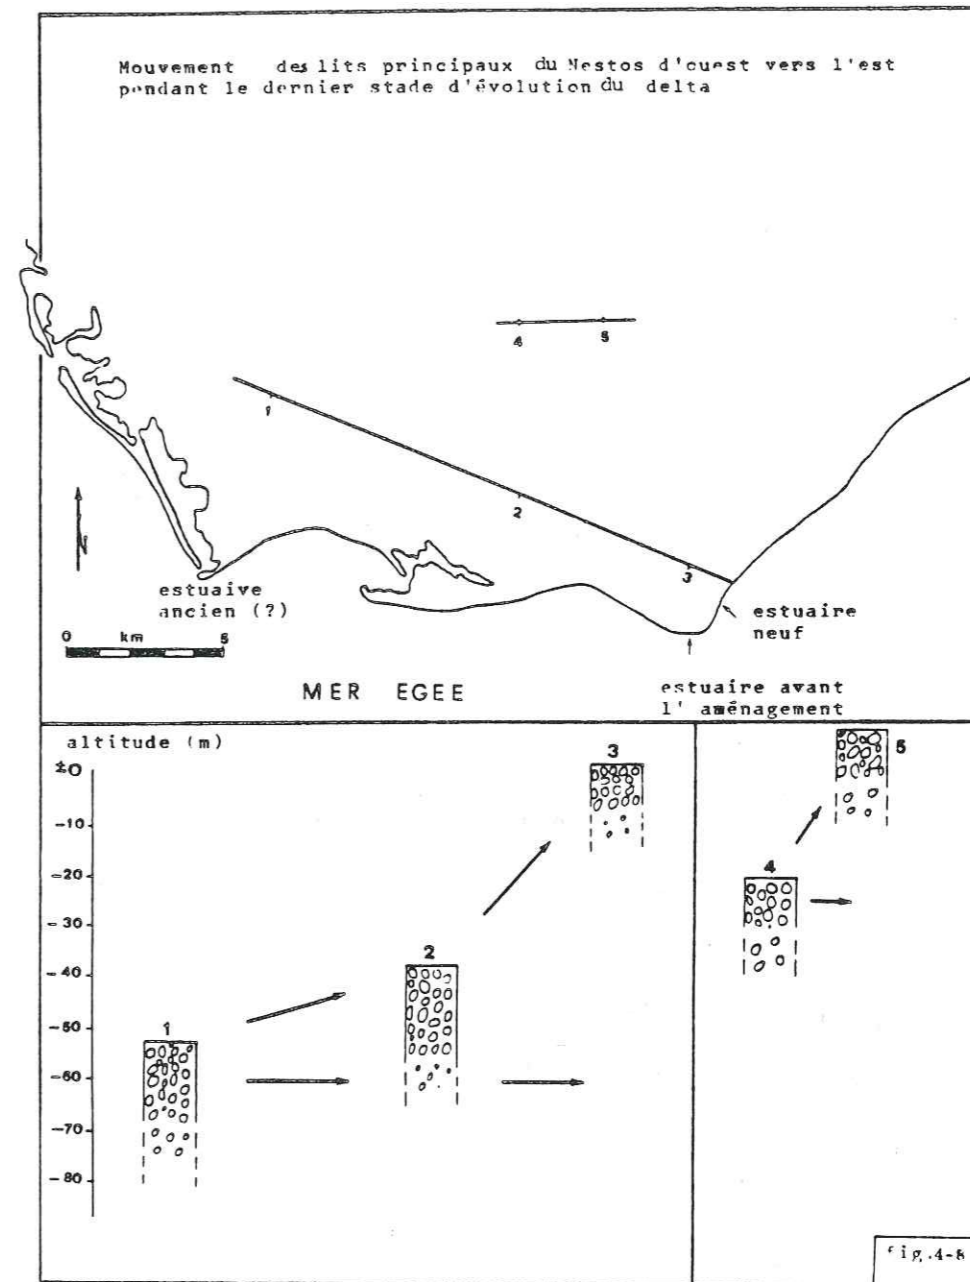 Mouvement des lits principaux du Nestos d'ouest vers l'est
pendant le dernier stade d'évolution du delta
4 5
1
2
3
estuaive
ancien (?)
estuaire
neuf
0 km 5
MER EGEE
estuaire avant
l' aménagement
altitude (m)
±0
-10
-20
-30
-40
-50
-60
-70
-80
1
2
3
4
5
fig.4-8